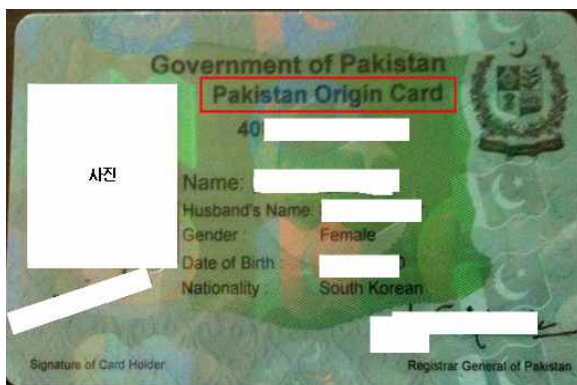 Government of Pakistan
Pakistan Origin Card
40
사진
Name:
Husband's Name:
Gender : Female
Date of Birth :
Nationality : South Korean
Signature of Card Holder
Registrar General of Pakistan